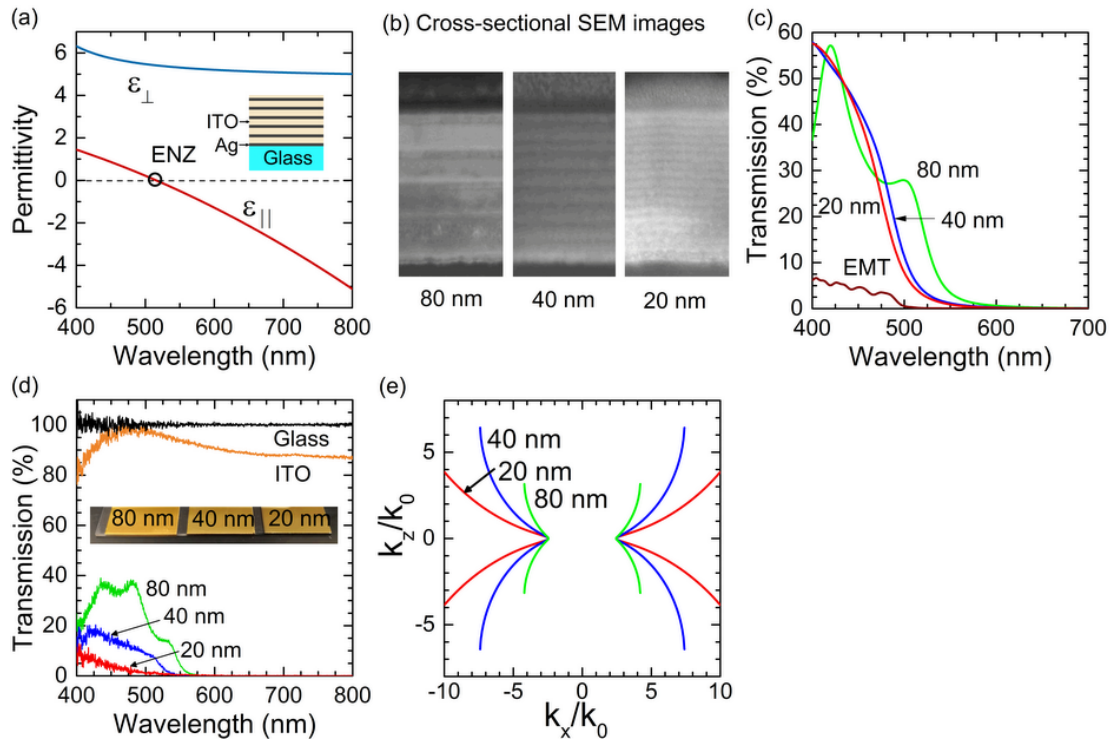 (a)
6
4
2
0
-2
-4
-6
Permittivity
ε⊥
ENZ
ε||
ITO
Ag
Glass
400 500 600 700 800
Wavelength (nm)
(b) Cross-sectional SEM images
80 nm 40 nm 20 nm
(c)
60
50
40
30
20
10
0
Transmission (%)
80 nm
20 nm
40 nm
EMT
400 500 600 700
Wavelength (nm)
(d)
100
80
60
40
20
0
Transmission (%)
Glass
ITO
80 nm 40 nm 20 nm
80 nm
40 nm
20 nm
400 500 600 700 800
Wavelength (nm)
(e)
5
0
-5
kz/k0
40 nm
20 nm
80 nm
-10 -5 0 5 10
kx/k0